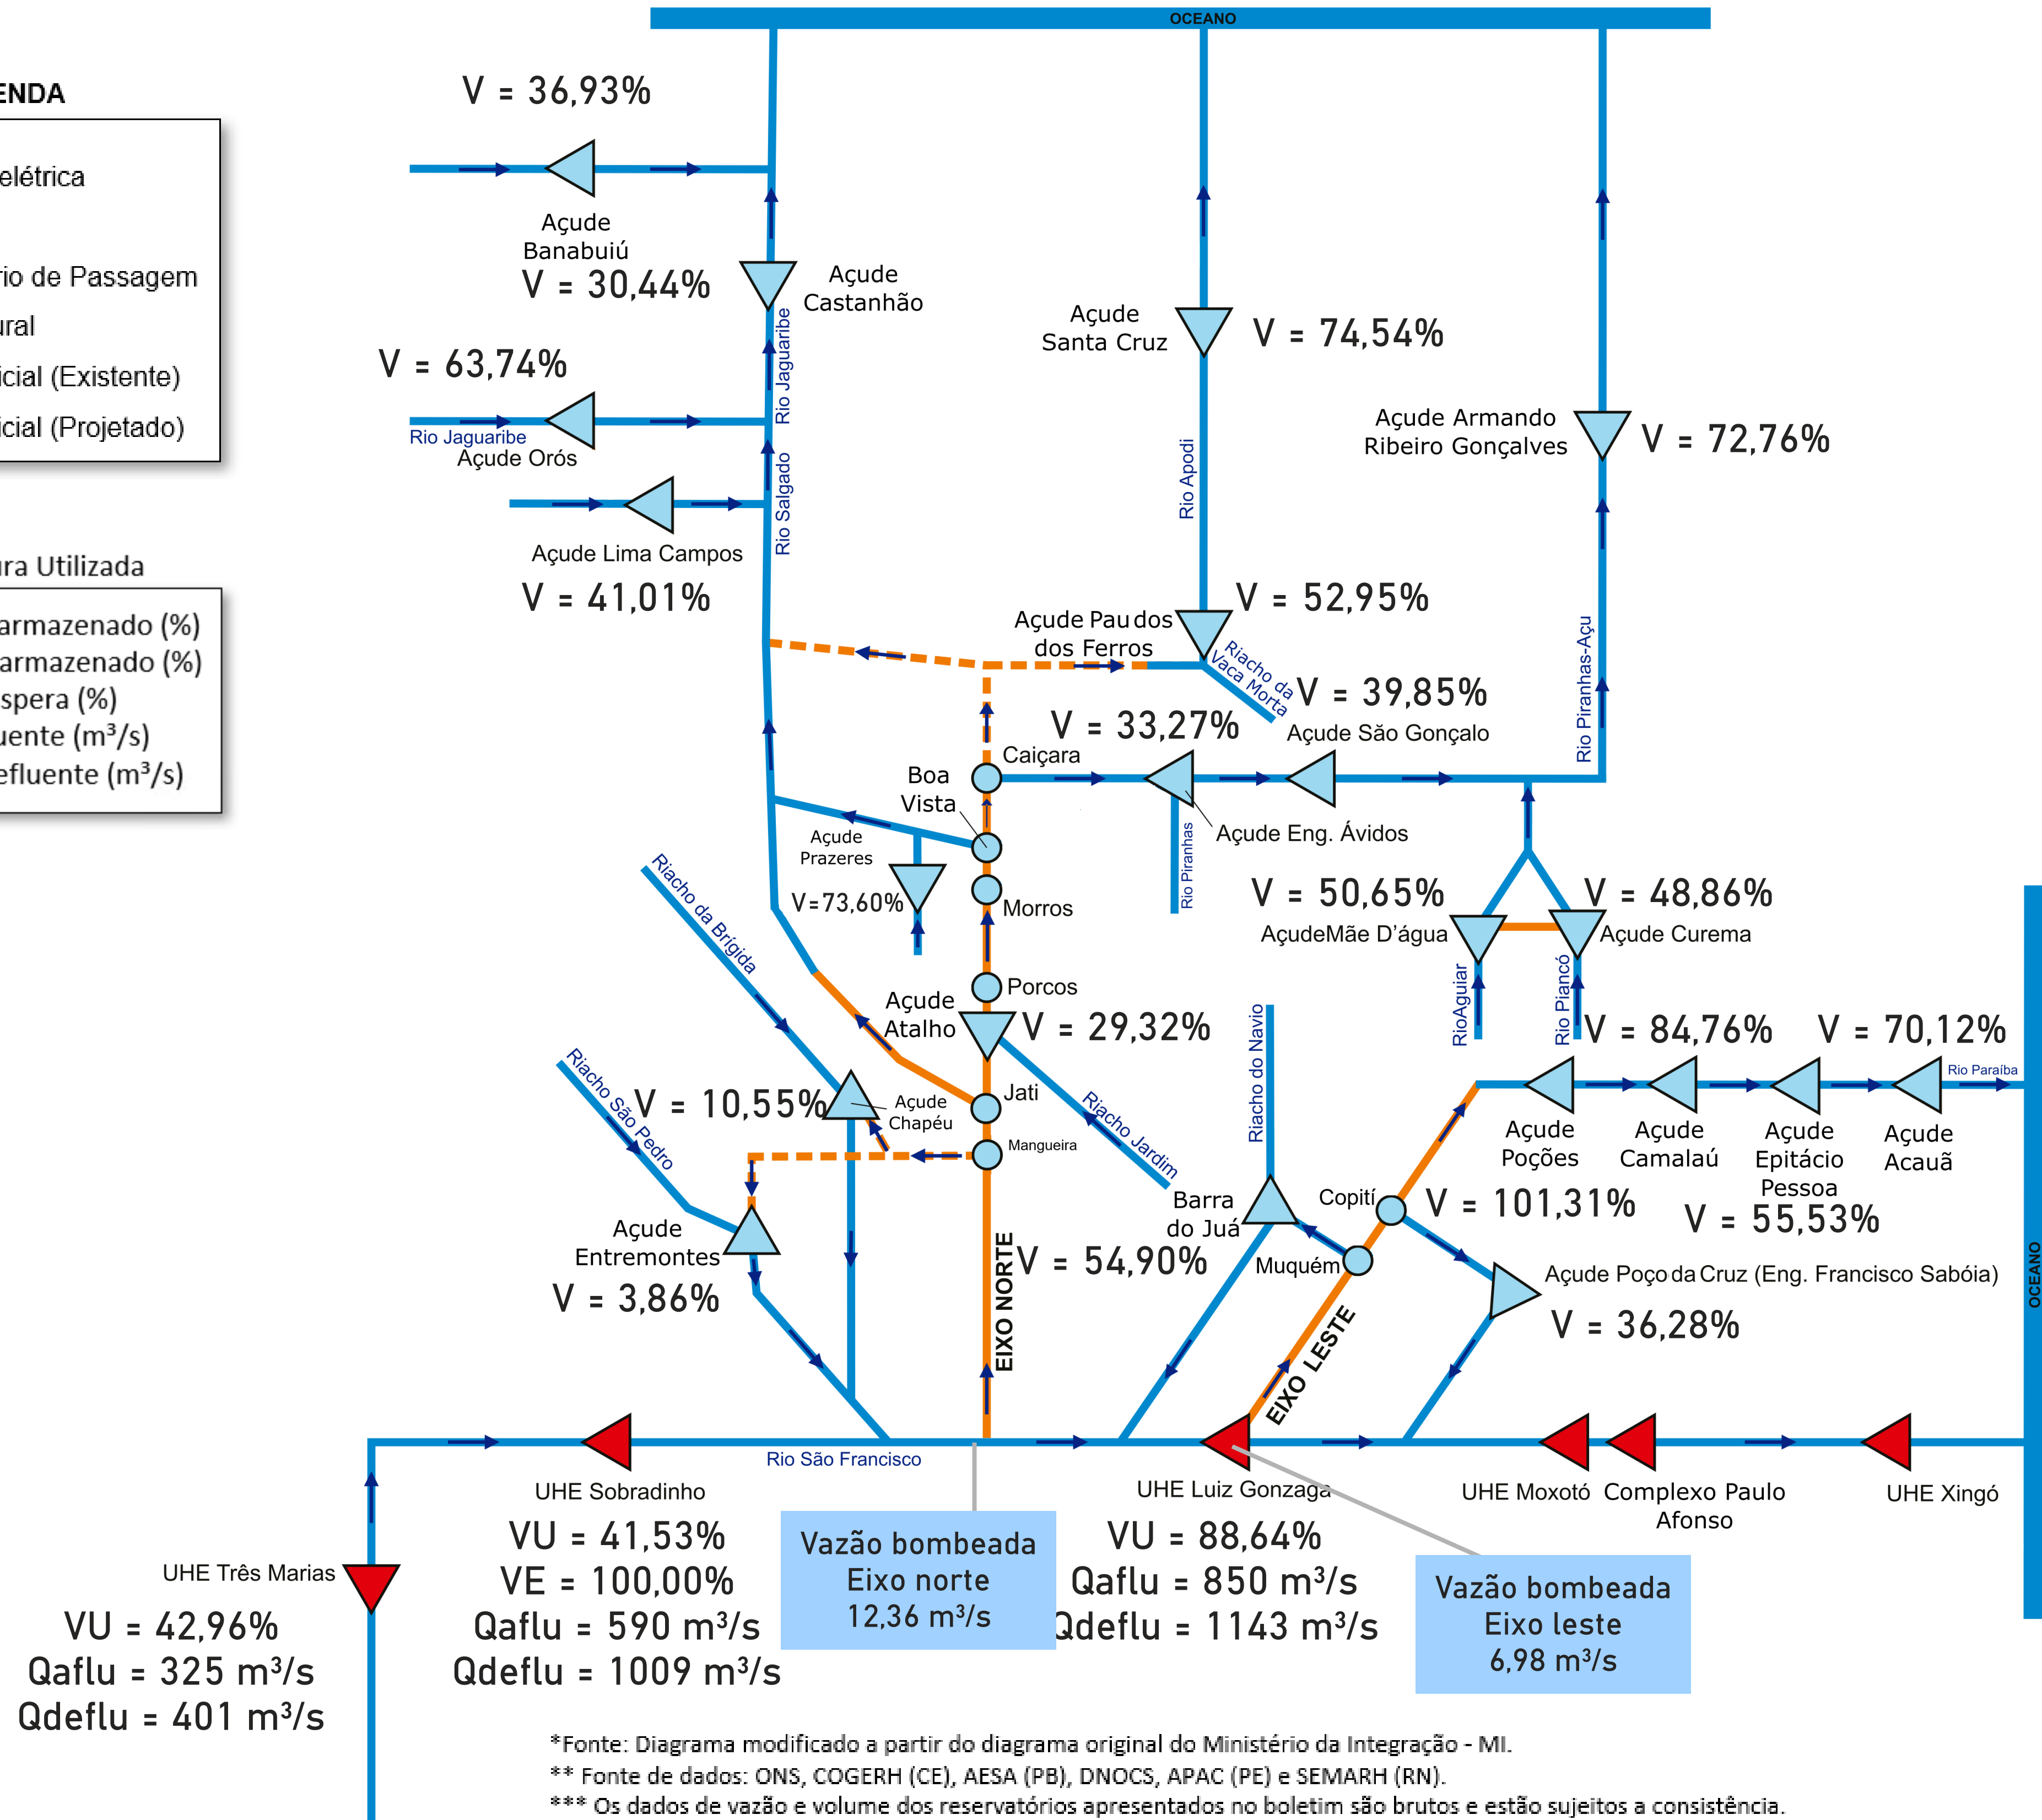 OCEANO
V = 36,93%
ENDA
elétrica
rio de Passagem
ural
icial (Existente)
icial (Projetado)
Açude
Banabuiú
V = 30,44%
Açude
Castanhão
Rio Jaguaribe
V = 63,74%
Rio Jaguaribe
Açude Orós
Rio Salgado
Açude Lima Campos
V = 41,01%
Açude
Santa Cruz
V = 74,54%
Rio Apodi
Açude Armando
Ribeiro Gonçalves
V = 72,76%
Rio Piranhas-Açu
ura Utilizada
armazenado (%)
armazenado (%)
spera (%)
uente (m³/s)
efluente (m³/s)
V = 52,95%
Açude Pau dos
dos Ferros
Riacho da
Vaca Morta
V = 39,85%
Açude São Gonçalo
V = 33,27%
Caiçara
Boa
Vista
Açude Eng. Ávidos
Rio Piranhas
Açude
Prazeres
V=73,60%
Morros
V = 50,65%
AçudeMãe D'água
V = 48,86%
Açude Curema
RioAguiar
Rio Piancó
Riacho da Brígida
Porcos
Açude
Atalho
V = 29,32%
Riacho Jardim
Jati
Mangueira
Riacho São Pedro
V = 10,55%
Açude
Chapéu
Açude
Entremontes
V = 3,86%
EIXO NORTE
Riacho do Navio
Barra
do Juá
V = 54,90%
Muquém
Copití
EIXO LESTE
V = 84,76%
V = 70,12%
Rio Paraíba
Açude
Poções
Açude
Camalaú
Açude
Epitácio
Pessoa
Açude
Acauã
V = 101,31%
V = 55,53%
Açude Poço da Cruz (Eng. Francisco Sabóia)
V = 36,28%
OCEANO
Rio São Francisco
UHE Sobradinho
VU = 41,53%
VE = 100,00%
Qaflu = 590 m³/s
Qdeflu = 1009 m³/s
Vazão bombeada
Eixo norte
12,36 m³/s
UHE Luiz Gonzaga
VU = 88,64%
Qaflu = 850 m³/s
Qdeflu = 1143 m³/s
Vazão bombeada
Eixo leste
6,98 m³/s
UHE Moxotó
Complexo Paulo
Afonso
UHE Xingó
UHE Três Marias
VU = 42,96%
Qaflu = 325 m³/s
Qdeflu = 401 m³/s
*Fonte: Diagrama modificado a partir do diagrama original do Ministério da Integração - MI.
** Fonte de dados: ONS, COGERH (CE), AESA (PB), DNOCS, APAC (PE) e SEMARH (RN).
*** Os dados de vazão e volume dos reservatórios apresentados no boletim são brutos e estão sujeitos a consistência.